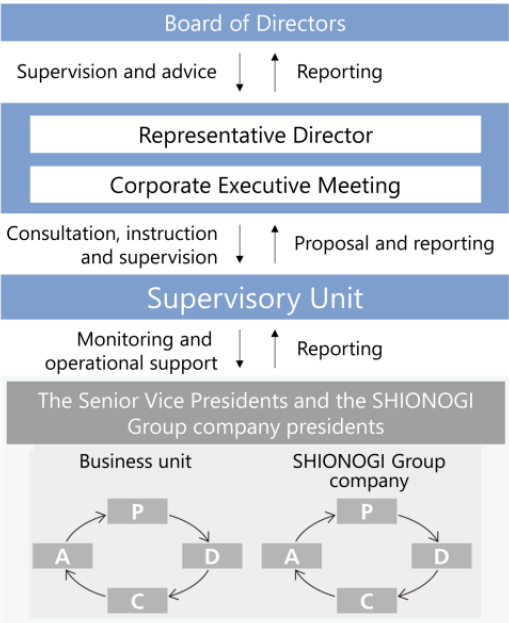 Board of Directors
Supervision and advice
Reporting
Representative Director
Corporate Executive Meeting
Consultation, instruction
and supervision
Proposal and reporting
Supervisory Unit
Monitoring and
operational support
Reporting
The Senior Vice Presidents and the SHIONOGI
Group company presidents
Business unit
P
A
D
C
SHIONOGI Group
company
P
A
D
C